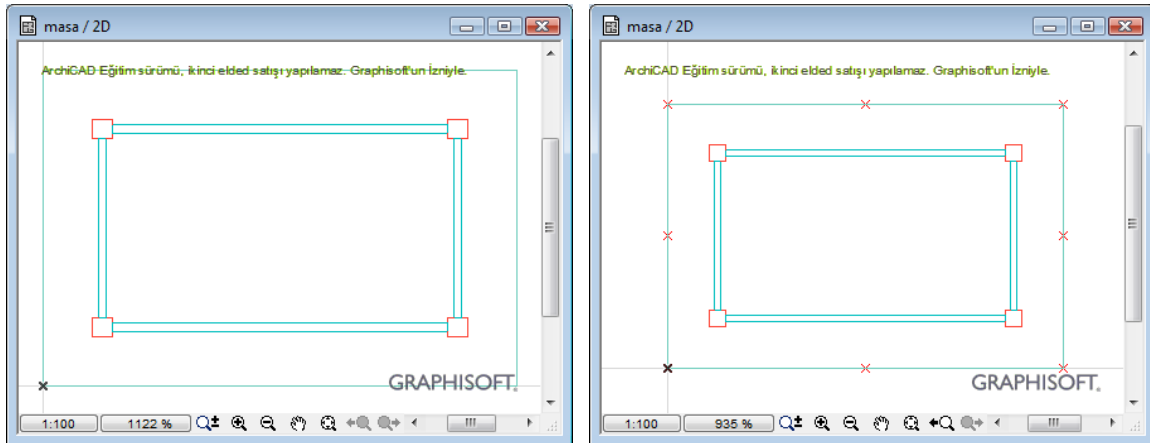 masa / 2D
ArchiCAD Eğitim sürümü, ikinci elded satışı yapılamaz. Graphisoft'un İzniyle.
GRAPHISOFT.
1:100
1122 %
masa / 2D
ArchiCAD Eğitim sürümü, ikinci elded satışı yapılamaz. Graphisoft'un İzniyle.
GRAPHISOFT.
1:100
935 %